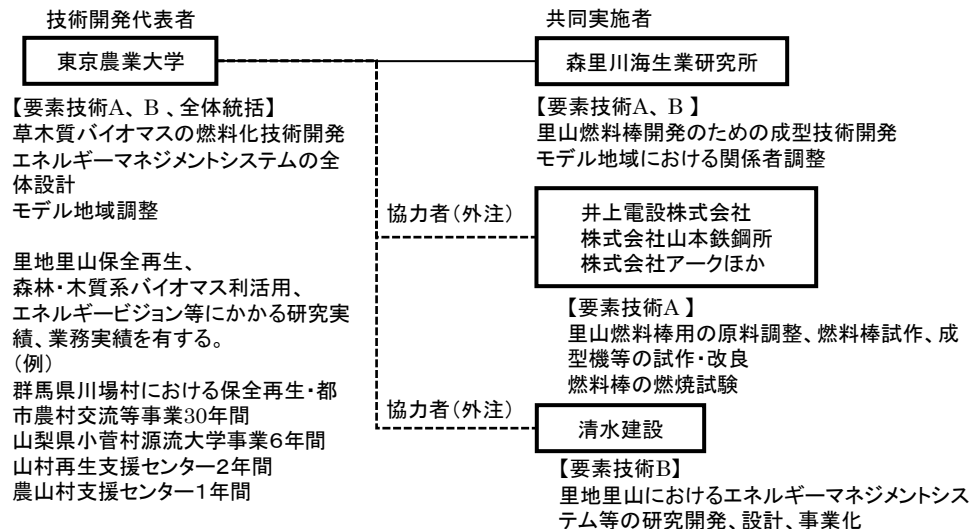 技術開発代表者
東京農業大学
【要素技術A、B、全体統括】
草木質バイオマスの燃料化技術開発
エネルギーマネジメントシステムの全
体設計
モデル地域調整
里地里山保全再生、
森林・木質系バイオマス利活用、
エネルギービジョン等にかかる研究実
績、業務実績を有する。
(例)
群馬県川場村における保全再生・都
市農村交流等事業30年間
山梨県小菅村源流大学事業6年間
山村再生支援センター2年間
農山村支援センター1年間
共同実施者
森里川海生業研究所
【要素技術A、B】
里山燃料棒開発のための成型技術開発
モデル地域における関係者調整
協力者(外注)
井上電設株式会社
株式会社山本鉄鋼所
株式会社アークほか
【要素技術A】
里山燃料棒用の原料調整、燃料棒試作、成
型機等の試作・改良
燃料棒の燃焼試験
協力者(外注)
清水建設
【要素技術B】
里地里山におけるエネルギーマネジメントシス
テム等の研究開発、設計、事業化